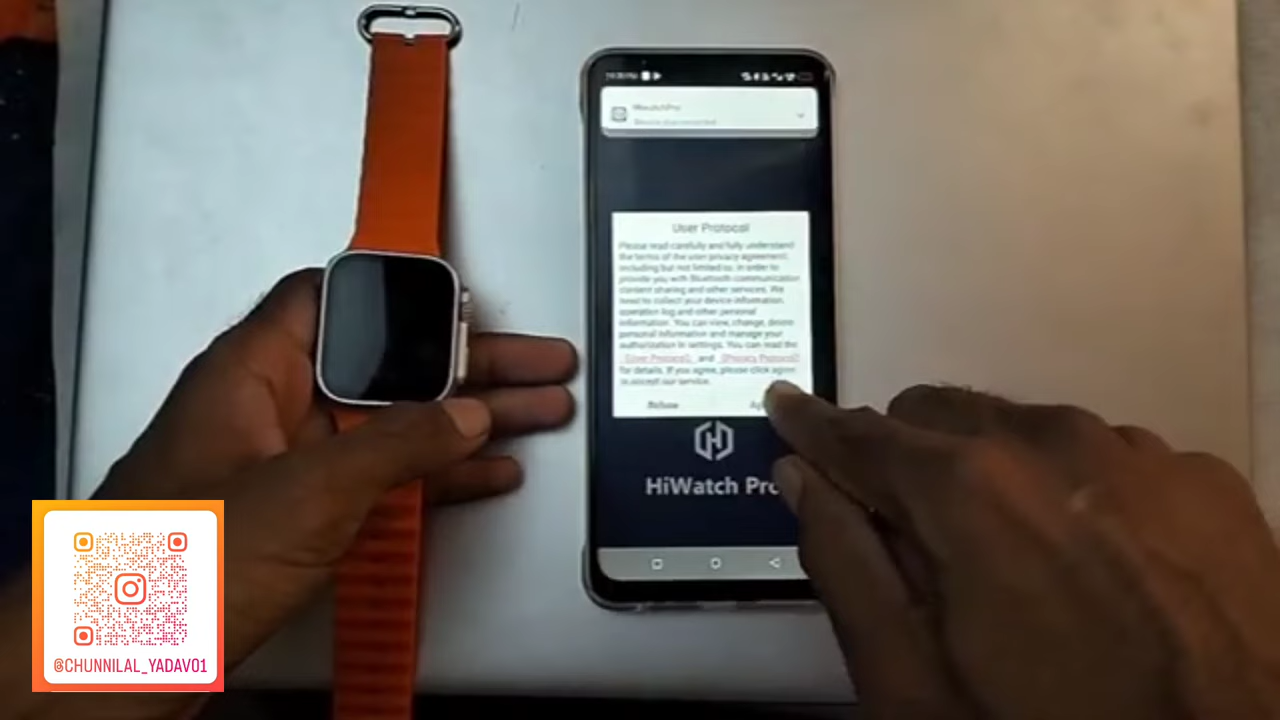 User Protocol
Please read carefully and fully understand
the terms of the user privacy agreement,
including but not limited to, in order to
provide you with Bluetooth communication
content sharing and other services. We
need to collect your device information,
operation log and other personal
information. You can view, change, delete
personal information and manage your
authorization in settings. You can read the
《User Protocol》 and 《Privacy Protocol》
for details. If you agree, please click agree
to accept our service.
Refuse
HiWatch Pro
@CHUNNILAL_YADAV01